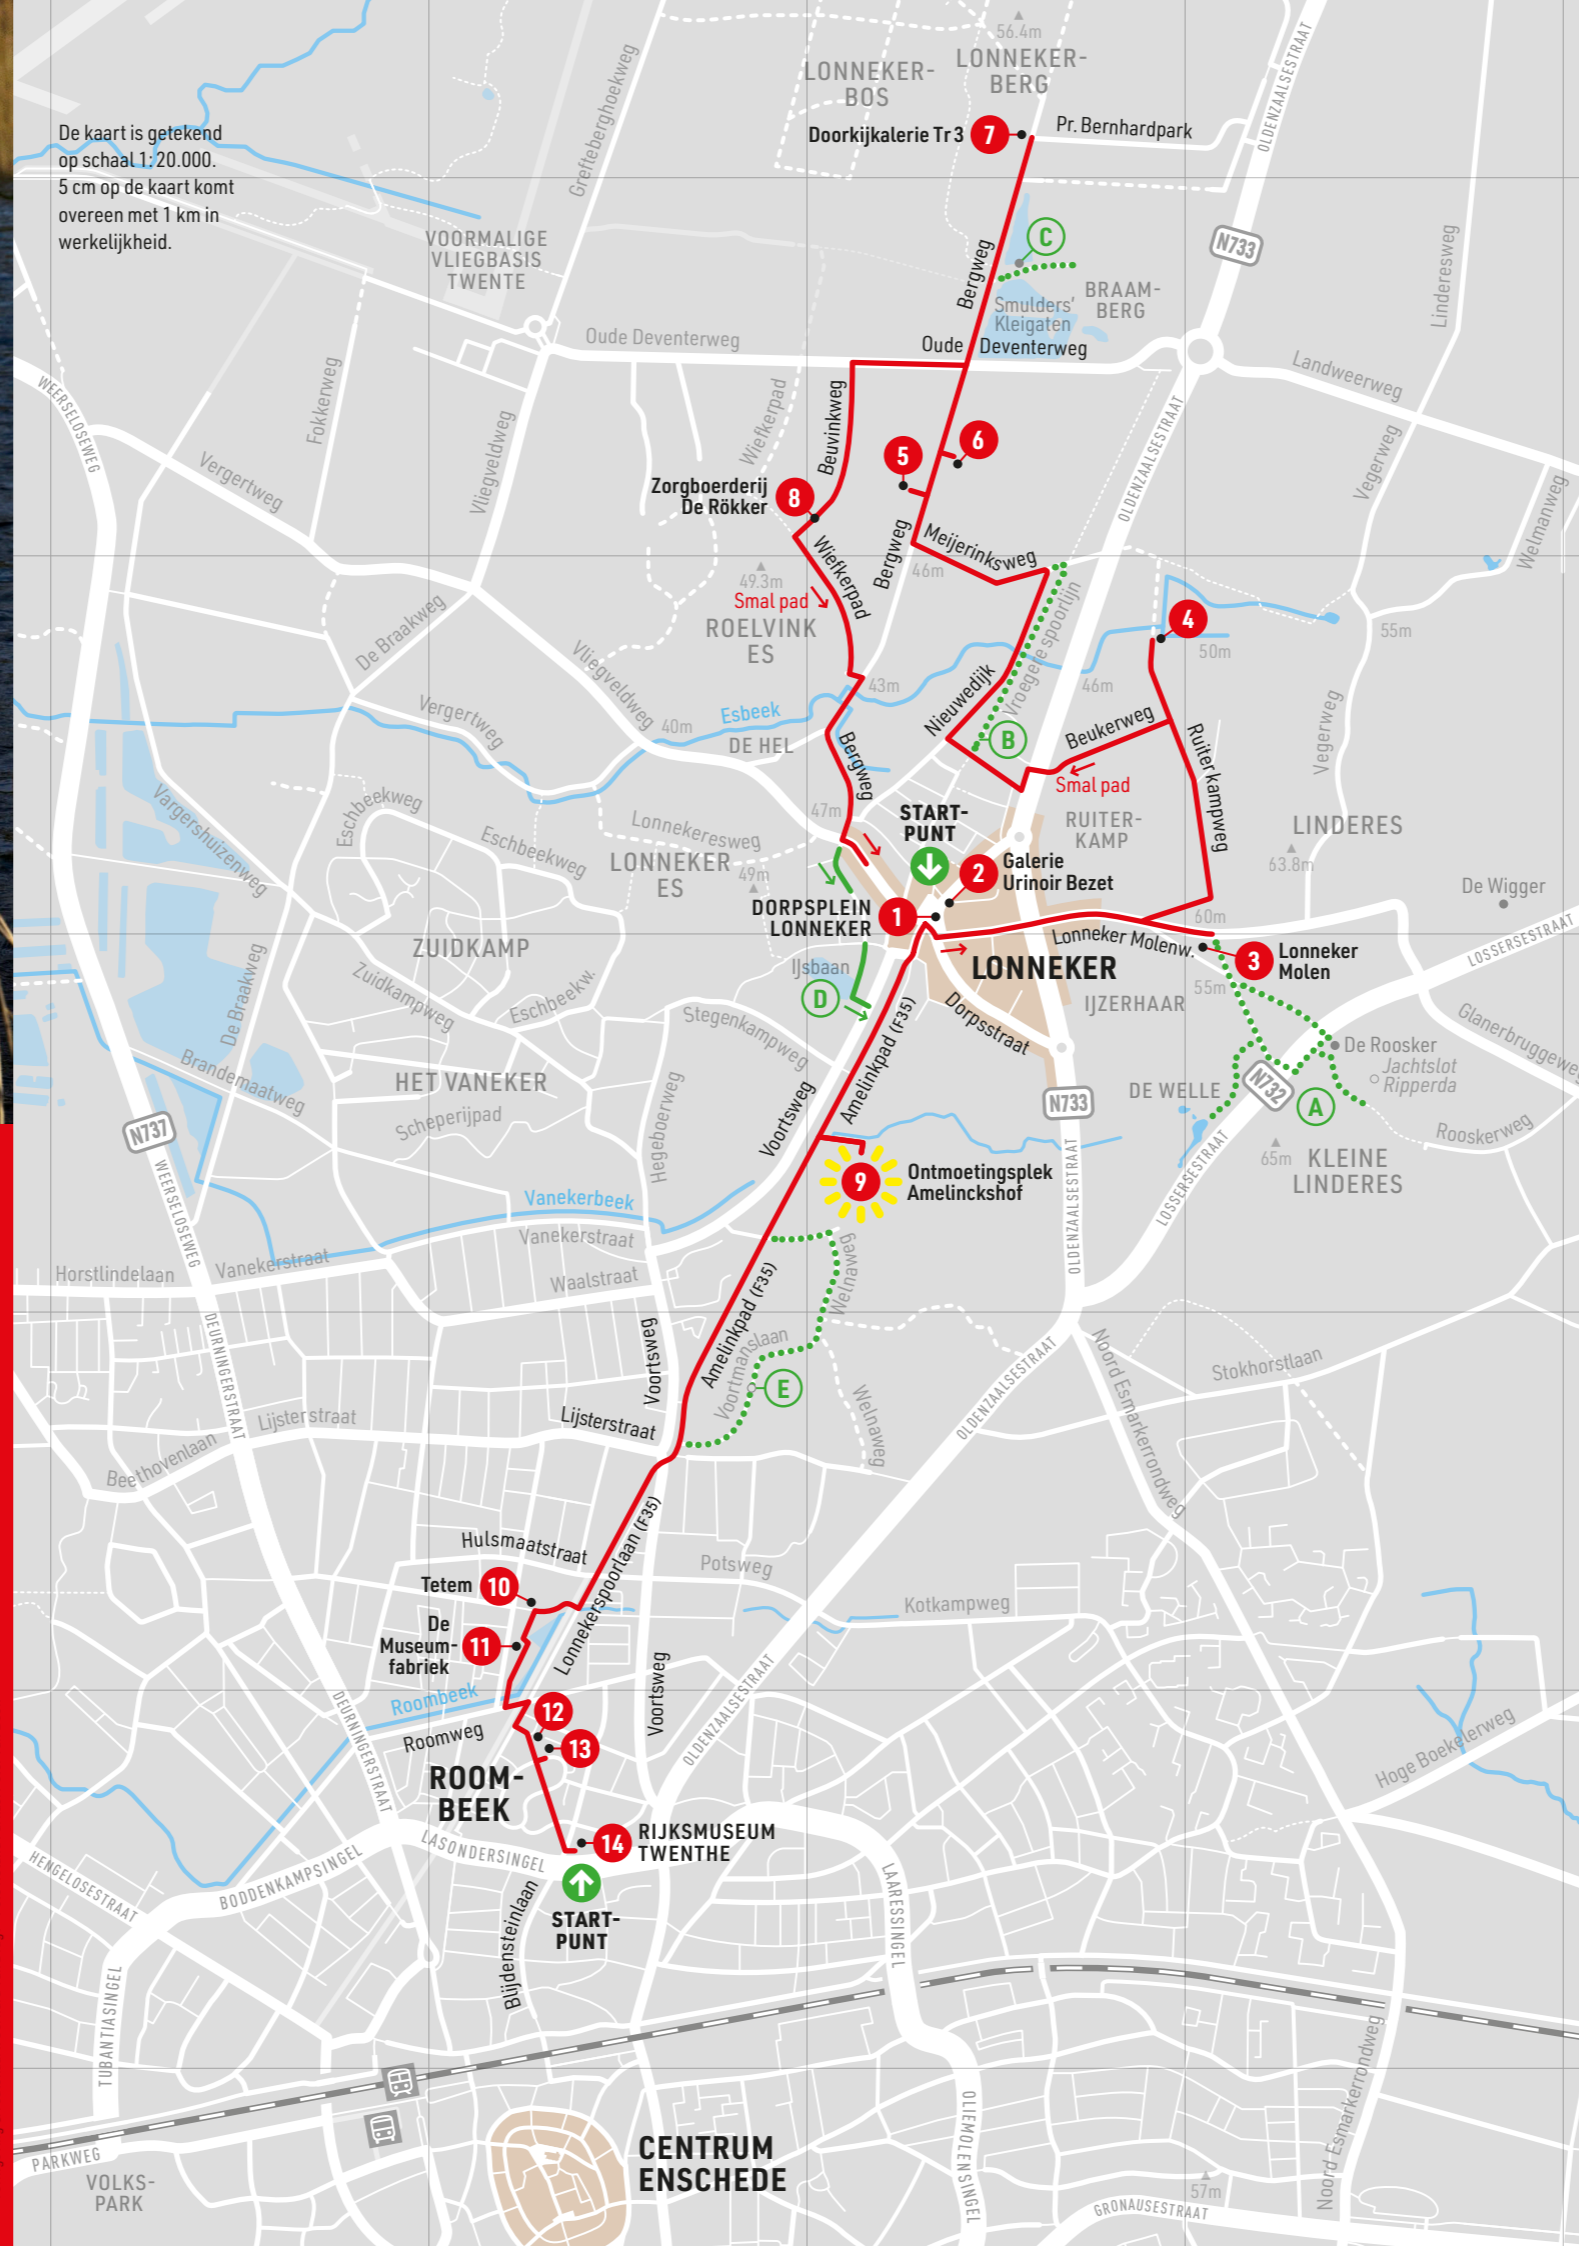 De kaart is getekend
op schaal 1:20.000.
5 cm op de kaart komt
overeen met 1 km in
werkelijkheid.
56.4m
LONNEKER-
BOS
LONNEKER-
BERG
Doorkijkalerie Tr 3
7
Pr. Bernhardpark
OLDENZAALSESTRAAT
Grefteberghoekweg
VOORMALIGE
VLIEGBASIS
TWENTE
C
N733
Bergweg
Smulders'
Kleigaten
BRAAM-
BERG
Linderesweg
Oude Deventerweg
Oude Deventerweg
Landweerweg
WEERSELOSEWEG
Fokkerweg
Vliegveldweg
Wiefkerpad
Beuvinkweg
OLDENZAALSESTRAAT
Vegerweg
Welmanweg
Vergertweg
6
5
Zorgboerderij
De Rökker
8
Bergweg
Meijerinksweg
46m
49.3m
Smal pad
Wiefkerpad
ROELVINK
ES
Vroegere spoorlijn
4
50m
55m
De Braakweg
Vliegveldweg
43m
46m
Vergertweg
40m
Esbeek
DE HEL
Nieuwedijk
B
Beukerweg
Smal pad
Ruiterkampweg
Vegerweg
Bergweg
47m
START-
PUNT
RUITER-
KAMP
LINDERES
63.8m
Vargershuizenweg
Eschbeekweg
Eschbeekweg
Lonnekeresweg
LONNEKER
ES
49m
2
Galerie
Urinoir Bezet
De Wigger
DORPSPLEIN
LONNEKER
1
60m
Lonneker Molenw.
3
Lonneker
Molen
LOSSERSESTRAAT
ZUIDKAMP
Zuidkampweg
Eschbeekw.
De Braakweg
IJsbaan
D
LONNEKER
IJZERHAAR
55m
Dorpsstraat
Stegenkampweg
Amelinkpad (F35)
De Roosker
Jachtslot
Ripperda
Glanerbruggeweg
Brandemaatweg
HET VANEKER
Scheperijpad
Hegeboerweg
Voortsweg
N733
DE WELLE
N732
A
N737
Rooskerweg
65m
KLEINE
LINDERES
LOSSERSESTRAAT
OLDENZAALSESTRAAT
9
Ontmoetingsplek
Amelinckshof
WEERSELOSEWEG
Vanekerbeek
Vanekerstraat
Vanekerstraat
Horstlindelaan
Waalstraat
Welnaweg
Amelinkpad (F35)
Voortmanslaan
E
Welnaweg
Voortsweg
DEURNINGERSTRAAT
OLDENZAALSESTRAAT
Noord Esmarkerrondweg
Stokhorstlaan
Lijsterstraat
Lijsterstraat
Beethovenlaan
Lonnekerspoorlaan (F35)
Hulsmaatstraat
Potsweg
Kotkampweg
Tetem
10
De
Museum-
fabriek
11
Roombeek
Roomweg
12
13
Voortsweg
OLDENZAALSESTRAAT
Hoge Boekelerweg
DEURNINGERSTRAAT
ROOM-
BEEK
14
RIJKSMUSEUM
TWENTHE
LASONDERSINGEL
HENGELOSESTRAAT
BODDENKAMPSINGEL
START-
PUNT
Blijdensteinlaan
LAARESSINGEL
TUBANTIASINGEL
Noord Esmarkerrondweg
OLIEMOLENSINGEL
PARKWEG
VOLKS-
PARK
CENTRUM
ENSCHEDE
57m
GRONAUSESTRAAT